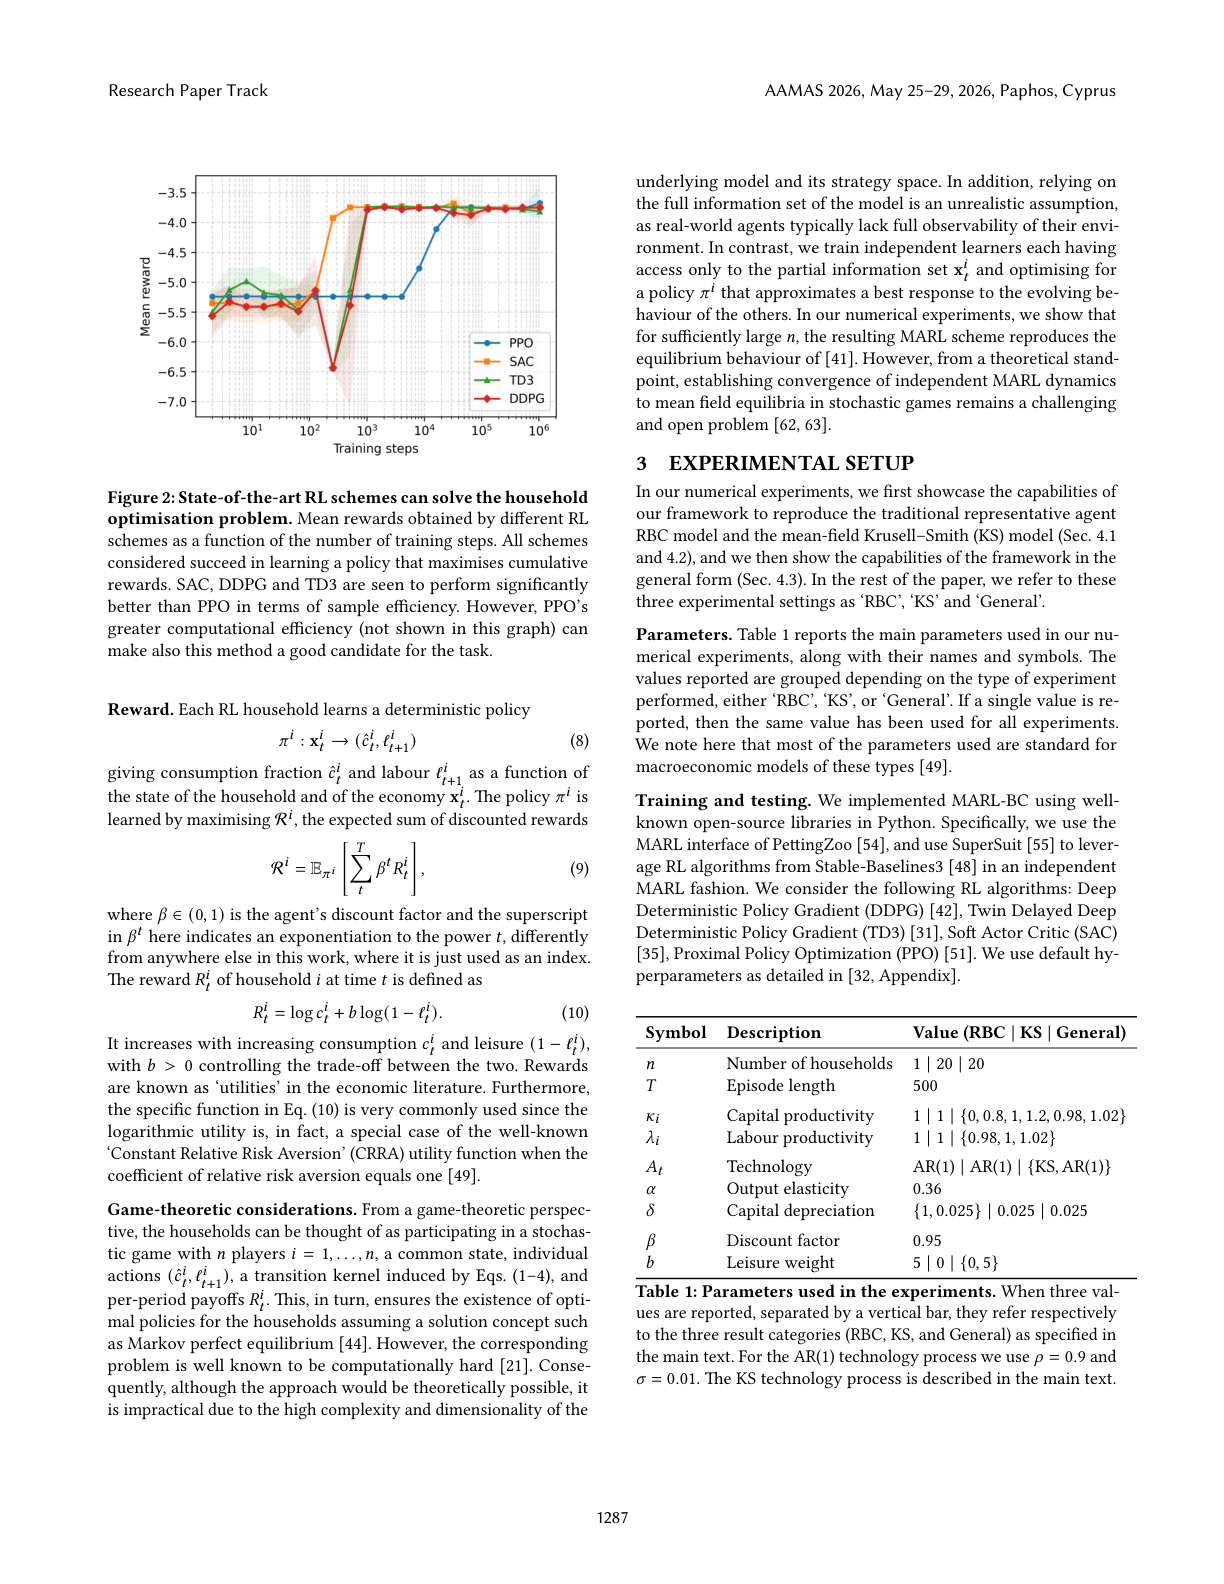 Research Paper Track
AAMAS 2026, May 25–29, 2026, Paphos, Cyprus
−3.5
−4.0
−4.5
−5.0
−5.5
−6.0
−6.5
−7.0
Mean reward
PPO
SAC
TD3
DDPG
10¹ 10² 10³ 10⁴ 10⁵ 10⁶
Training steps
Figure 2: State-of-the-art RL schemes can solve the household
optimisation problem. Mean rewards obtained by different RL
schemes as a function of the number of training steps. All schemes
considered succeed in learning a policy that maximises cumulative
rewards. SAC, DDPG and TD3 are seen to perform significantly
better than PPO in terms of sample efficiency. However, PPO's
greater computational efficiency (not shown in this graph) can
make also this method a good candidate for the task.
Reward. Each RL household learns a deterministic policy
π^i : x_t^i → (ĉ_t^i, ℓ_{t+1}^i) (8)
giving consumption fraction ĉ_t^i and labour ℓ_{t+1}^i as a function of
the state of the household and of the economy x_t^i. The policy π^i is
learned by maximising R^i, the expected sum of discounted rewards
R^i = 𝔼_{π^i} [∑_t^T β^t R_t^i], (9)
where β ∈ (0, 1) is the agent's discount factor and the superscript
in β^t here indicates an exponentiation to the power t, differently
from anywhere else in this work, where it is just used as an index.
The reward R_t^i of household i at time t is defined as
R_t^i = log c_t^i + b log(1 − ℓ_t^i). (10)
It increases with increasing consumption c_t^i and leisure (1 − ℓ_t^i),
with b > 0 controlling the trade-off between the two. Rewards
are known as 'utilities' in the economic literature. Furthermore,
the specific function in Eq. (10) is very commonly used since the
logarithmic utility is, in fact, a special case of the well-known
'Constant Relative Risk Aversion' (CRRA) utility function when the
coefficient of relative risk aversion equals one [49].
Game-theoretic considerations. From a game-theoretic perspec-
tive, the households can be thought of as participating in a stochas-
tic game with n players i = 1, . . . , n, a common state, individual
actions (ĉ_t^i, ℓ_{t+1}^i), a transition kernel induced by Eqs. (1–4), and
per-period payoffs R_t^i. This, in turn, ensures the existence of opti-
mal policies for the households assuming a solution concept such
as Markov perfect equilibrium [44]. However, the corresponding
problem is well known to be computationally hard [21]. Conse-
quently, although the approach would be theoretically possible, it
is impractical due to the high complexity and dimensionality of the
underlying model and its strategy space. In addition, relying on
the full information set of the model is an unrealistic assumption,
as real-world agents typically lack full observability of their envi-
ronment. In contrast, we train independent learners each having
access only to the partial information set x_t^i and optimising for
a policy π^i that approximates a best response to the evolving be-
haviour of the others. In our numerical experiments, we show that
for sufficiently large n, the resulting MARL scheme reproduces the
equilibrium behaviour of [41]. However, from a theoretical stand-
point, establishing convergence of independent MARL dynamics
to mean field equilibria in stochastic games remains a challenging
and open problem [62, 63].
3 EXPERIMENTAL SETUP
In our numerical experiments, we first showcase the capabilities of
our framework to reproduce the traditional representative agent
RBC model and the mean-field Krusell–Smith (KS) model (Sec. 4.1
and 4.2), and we then show the capabilities of the framework in the
general form (Sec. 4.3). In the rest of the paper, we refer to these
three experimental settings as 'RBC', 'KS' and 'General'.
Parameters. Table 1 reports the main parameters used in our nu-
merical experiments, along with their names and symbols. The
values reported are grouped depending on the type of experiment
performed, either 'RBC', 'KS', or 'General'. If a single value is re-
ported, then the same value has been used for all experiments.
We note here that most of the parameters used are standard for
macroeconomic models of these types [49].
Training and testing. We implemented MARL-BC using well-
known open-source libraries in Python. Specifically, we use the
MARL interface of PettingZoo [54], and use SuperSuit [55] to lever-
age RL algorithms from Stable-Baselines3 [48] in an independent
MARL fashion. We consider the following RL algorithms: Deep
Deterministic Policy Gradient (DDPG) [42], Twin Delayed Deep
Deterministic Policy Gradient (TD3) [31], Soft Actor Critic (SAC)
[35], Proximal Policy Optimization (PPO) [51]. We use default hy-
perparameters as detailed in [32, Appendix].
Symbol Description Value (RBC | KS | General)
n Number of households 1 | 20 | 20
T Episode length 500
κ_i Capital productivity 1 | 1 | {0, 0.8, 1, 1.2, 0.98, 1.02}
λ_i Labour productivity 1 | 1 | {0.98, 1, 1.02}
A_t Technology AR(1) | AR(1) | {KS, AR(1)}
α Output elasticity 0.36
δ Capital depreciation {1, 0.025} | 0.025 | 0.025
β Discount factor 0.95
b Leisure weight 5 | 0 | {0, 5}
Table 1: Parameters used in the experiments. When three val-
ues are reported, separated by a vertical bar, they refer respectively
to the three result categories (RBC, KS, and General) as specified in
the main text. For the AR(1) technology process we use ρ = 0.9 and
σ = 0.01. The KS technology process is described in the main text.
1287